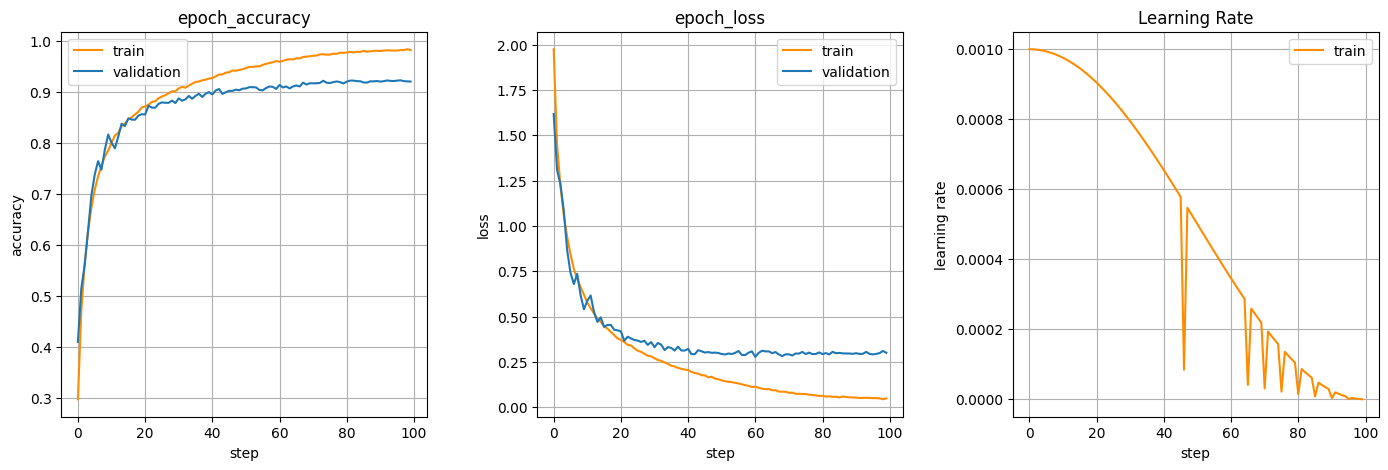 epoch_accuracy
accuracy
1.0
0.9
0.8
0.7
0.6
0.5
0.4
0.3
train
validation
0 20 40 60 80 100
step
epoch_loss
loss
2.00
1.75
1.50
1.25
1.00
0.75
0.50
0.25
0.00
train
validation
0 20 40 60 80 100
step
Learning Rate
learning rate
0.0010
0.0008
0.0006
0.0004
0.0002
0.0000
train
0 20 40 60 80 100
step